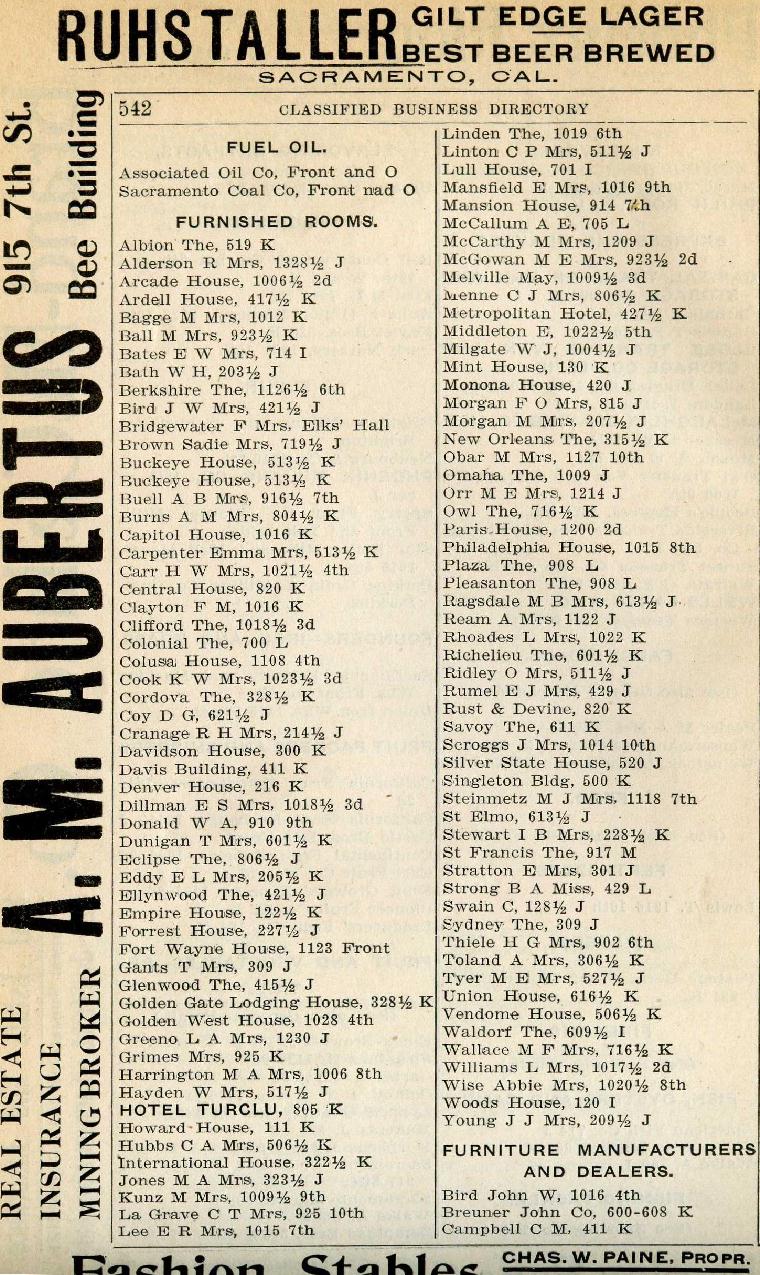 RUHSTALLER GILT EDGE LAGER
BEST BEER BREWED
SACRAMENTO, CAL.
A. M. AUBERTUS 915 7th St.
Bee Building
REAL ESTATE
INSURANCE
MINING BROKER
542 CLASSIFIED BUSINESS DIRECTORY
FUEL OIL.
Associated Oil Co, Front and O
Sacramento Coal Co, Front nad O
FURNISHED ROOMS.
Albion The, 519 K
Alderson R Mrs, 1328½ J
Arcade House, 1006½ 2d
Ardell House, 417½ K
Bagge M Mrs, 1012 K
Ball M Mrs, 923½ K
Bates E W Mrs, 714 I
Bath W H, 203½ J
Berkshire The, 1126½ 6th
Bird J W Mrs, 421½ J
Bridgewater F Mrs, Elks' Hall
Brown Sadie Mrs, 719½ J
Buckeye House, 513½ K
Buckeye House, 513½ K
Buell A B Mrs, 916½ 7th
Burns A M Mrs, 804½ K
Capitol House, 1016 K
Carpenter Emma Mrs, 513½ K
Carr H W Mrs, 1021½ 4th
Central House, 820 K
Clayton F M, 1016 K
Clifford The, 1018½ 3d
Colonial The, 700 L
Colusa House, 1108 4th
Cook K W Mrs, 1023½ 3d
Cordova The, 328½ K
Coy D G, 621½ J
Cranage R H Mrs, 214½ J
Davidson House, 300 K
Davis Building, 411 K
Denver House, 216 K
Dillman E S Mrs, 1018½ 3d
Donald W A, 910 9th
Dunigan T Mrs, 601½ K
Eclipse The, 806½ J
Eddy E L Mrs, 205½ K
Ellynwood The, 421½ J
Empire House, 122½ K
Forrest House, 227½ J
Fort Wayne House, 1123 Front
Gants T Mrs, 309 J
Glenwood The, 415½ J
Golden Gate Lodging House, 328½ K
Golden West House, 1028 4th
Greeno L A Mrs, 1230 J
Grimes Mrs, 925 K
Harrington M A Mrs, 1006 8th
Hayden W Mrs, 517½ J
HOTEL TURCLU, 805 K
Howard House, 111 K
Hubbs C A Mrs, 506½ K
International House, 322½ K
Jones M A Mrs, 323½ J
Kunz M Mrs, 1009½ 9th
La Grave C T Mrs, 925 10th
Lee E R Mrs, 1015 7th
Linden The, 1019 6th
Linton C P Mrs, 511½ J
Lull House, 701 I
Mansfield E Mrs, 1016 9th
Mansion House, 914 7th
McCallum A E, 705 L
McCarthy M Mrs, 1209 J
McGowan M E Mrs, 923½ 2d
Melville May, 1009½ 3d
Menne C J Mrs, 806½ K
Metropolitan Hotel, 427½ K
Middleton E, 1022½ 5th
Milgate W J, 1004½ J
Mint House, 130 K
Monona House, 420 J
Morgan F O Mrs, 815 J
Morgan M Mrs, 207½ J
New Orleans The, 315½ K
Obar M Mrs, 1127 10th
Omaha The, 1009 J
Orr M E Mrs, 1214 J
Owl The, 716½ K
Paris House, 1200 2d
Philadelphia House, 1015 8th
Plaza The, 908 L
Pleasanton The, 908 L
Ragsdale M B Mrs, 613½ J
Ream A Mrs, 1122 J
Rhoades L Mrs, 1022 K
Richelieu The, 601½ K
Ridley O Mrs, 511½ J
Rumel E J Mrs, 429 J
Rust & Devine, 820 K
Savoy The, 611 K
Scroggs J Mrs, 1014 10th
Silver State House, 520 J
Singleton Bldg, 500 K
Steinmetz M J Mrs, 1118 7th
St Elmo, 613½ J
Stewart I B Mrs, 228½ K
St Francis The, 917 M
Stratton E Mrs, 301 J
Strong B A Miss, 429 L
Swain C, 128½ J
Sydney The, 309 J
Thiele H G Mrs, 902 6th
Toland A Mrs, 306½ K
Tyer M E Mrs, 527½ J
Union House, 616½ K
Vendome House, 506½ K
Waldorf The, 609½ I
Wallace M F Mrs, 716½ K
Williams L Mrs, 1017½ 2d
Wise Abbie Mrs, 1020½ 8th
Woods House, 120 I
Young J J Mrs, 209½ J
FURNITURE MANUFACTURERS
AND DEALERS.
Bird John W, 1016 4th
Breuner John Co, 600-608 K
Campbell C M, 411 K
Fashion Stables CHAS. W. PAINE, PROPR.